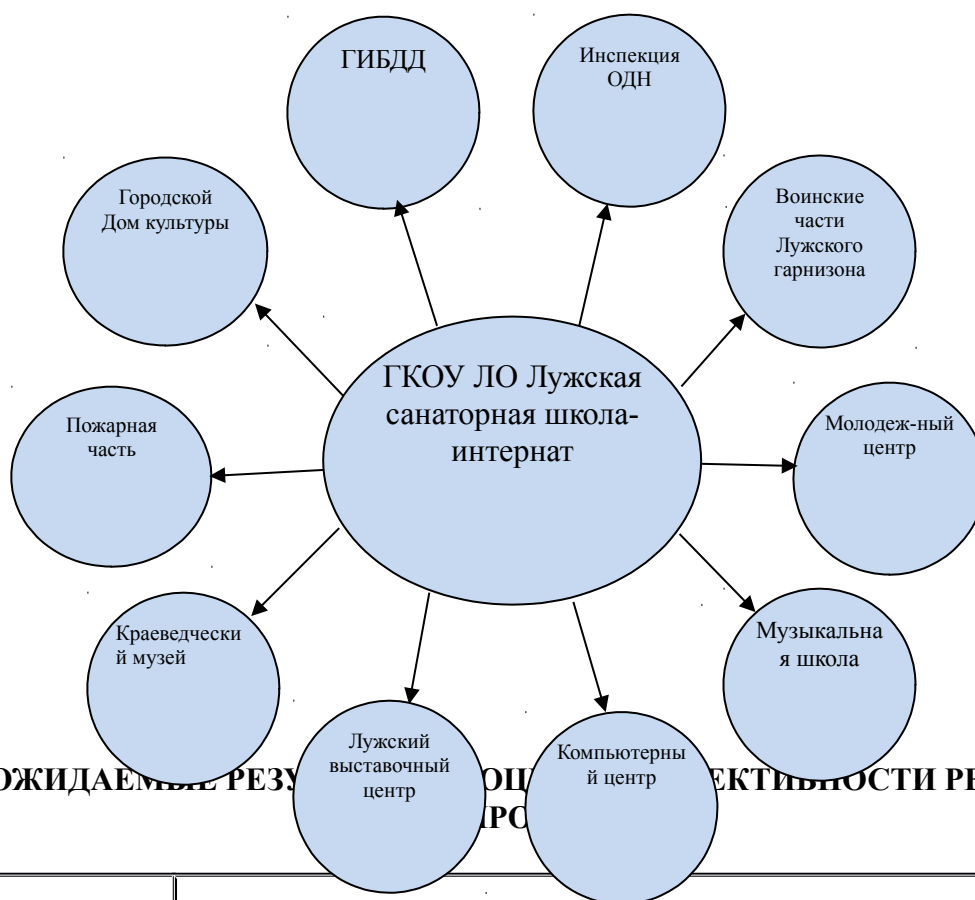 ГИБДД
Инспекция
ОДН
Городской
Дом культуры
Воинские
части
Лужского
гарнизона
ГКОУ ЛО Лужская
санаторная школа-
интернат
Пожарная
часть
Молодеж-ный
центр
Краеведчески
й музей
Музыкальна
я школа
Лужский
выставочный
центр
Компьютерны
й центр